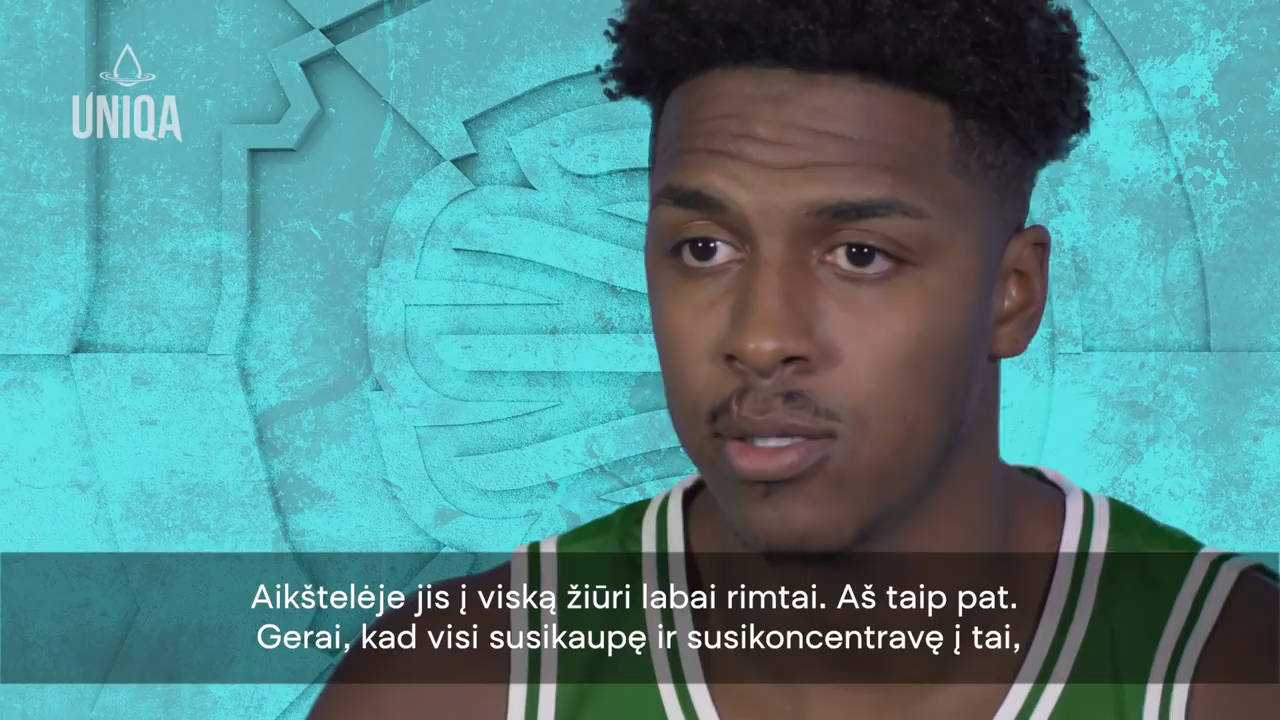 UNIQA
Aikštelėje jis į viską žiūri labai rimtai. Aš taip pat.
Gerai, kad visi susikaupę ir susikoncentravę į tai,